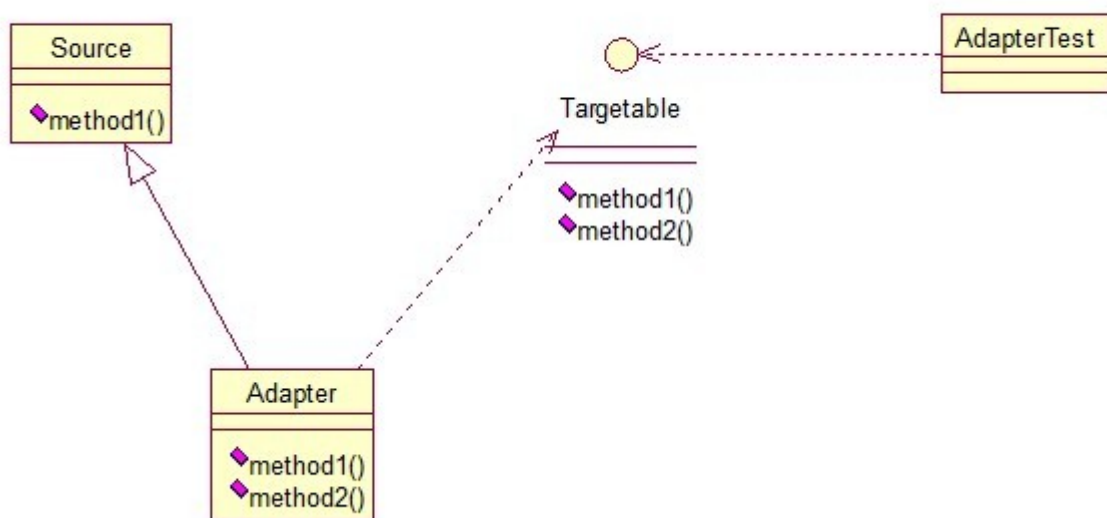 Source
method1()
Targetable
method1()
method2()
AdapterTest
Adapter
method1()
method2()